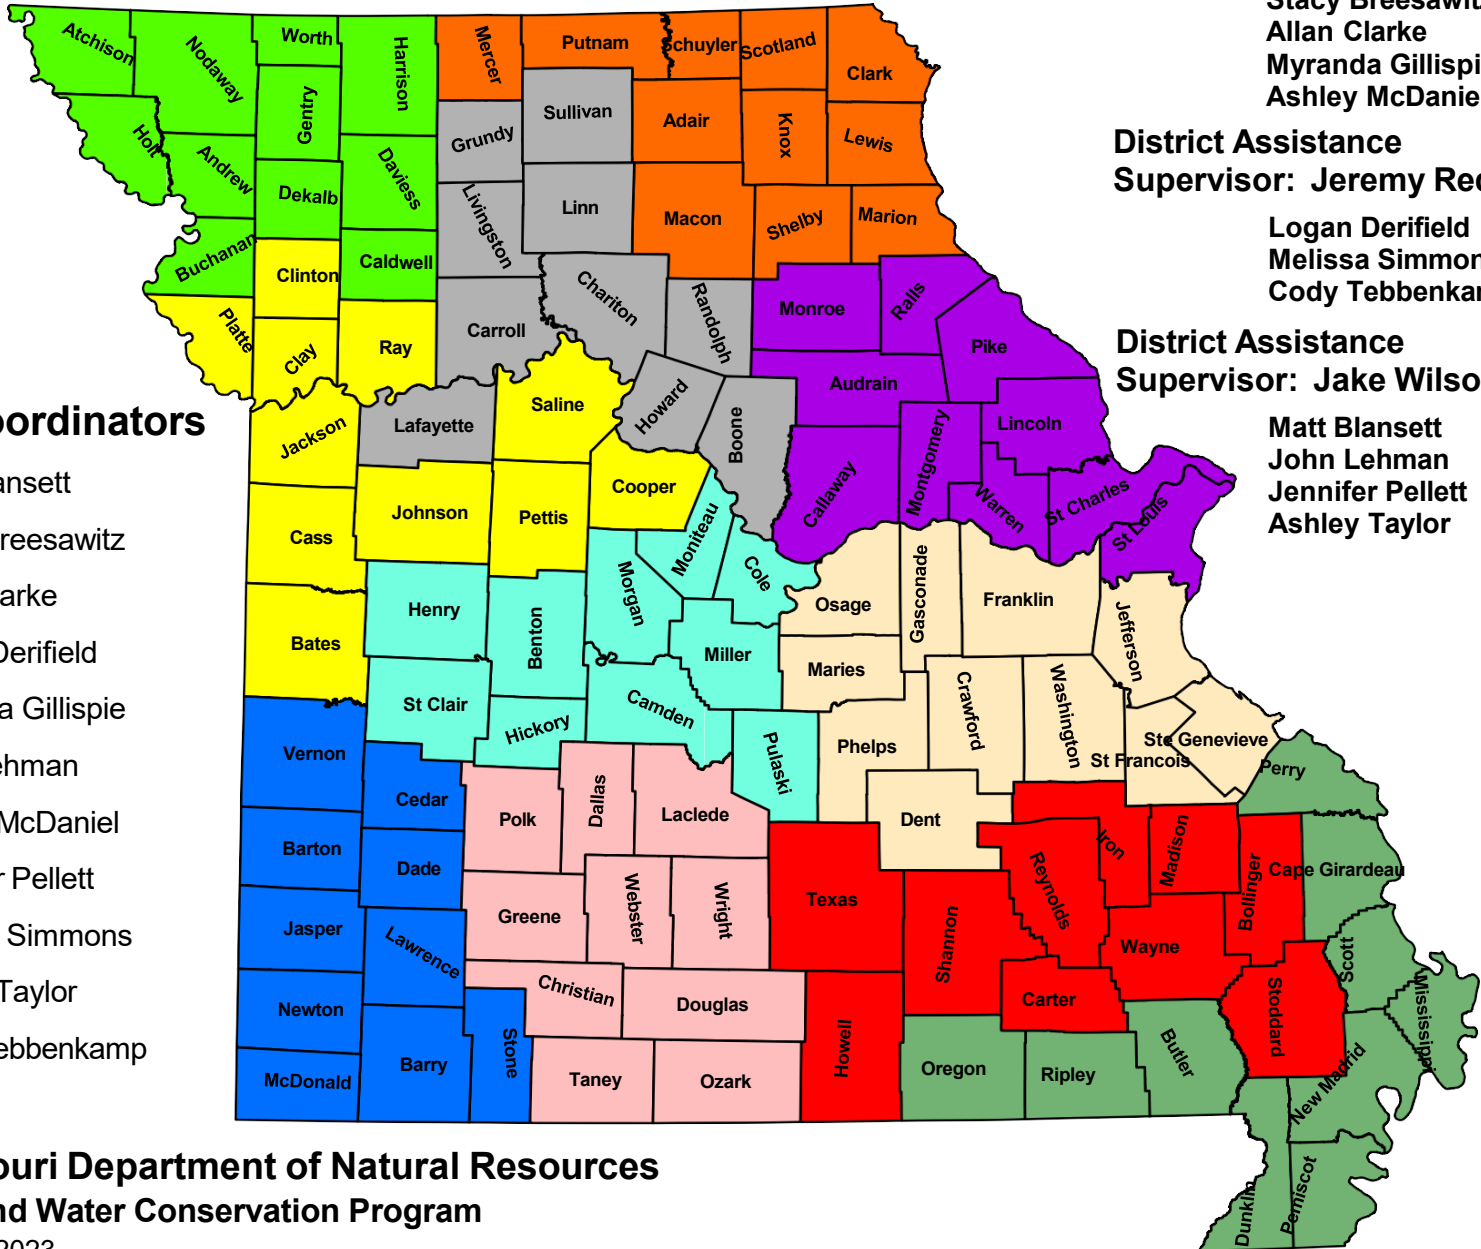 Stacy Breesawitz
Allan Clarke
Myranda Gillispi
Ashley McDanie
District Assistance
Supervisor: Jeremy Re
Logan Derifield
Melissa Simmon
Cody Tebbenka
District Assistance
Supervisor: Jake Wilso
Matt Blansett
John Lehman
Jennifer Pellett
Ashley Taylor
Atchison
Nodaway
Worth
Harrison
Mercer
Putnam
Schuyler
Scotland
Clark
Gentry
Sullivan
Adair
Knox
Lewis
Grundy
Holt
Andrew
Dekalb
Daviess
Livingston
Linn
Macon
Shelby
Marion
Buchanan
Clinton
Caldwell
Chariton
Randolph
Monroe
Ralls
Pike
Platte
Clay
Ray
Carroll
Audrain
Saline
Howard
Boone
Lincoln
Jackson
Lafayette
Callaway
Montgomery
Warren
St Charles
St Louis
Cooper
Johnson
Pettis
Cass
Moniteau
Cole
Morgan
Osage
Gasconade
Franklin
Jefferson
Henry
Benton
Bates
Miller
Maries
St Clair
Camden
Hickory
Pulaski
Phelps
Crawford
Washington
St Francois
Ste Genevieve
Perry
Vernon
Cedar
Polk
Dallas
Laclede
Dent
Iron
Madison
Barton
Dade
Greene
Webster
Wright
Texas
Reynolds
Bollinger
Cape Girardeau
Jasper
Lawrence
Shannon
Wayne
Scott
Christian
Douglas
Carter
Stoddard
Mississippi
Newton
Howell
McDonald
Barry
Stone
Taney
Ozark
Oregon
Ripley
Butler
New Madrid
Dunklin
Pemiscot
oordinators
ansett
reesawitz
arke
Derifield
a Gillispie
ehman
McDaniel
r Pellett
Simmons
Taylor
ebbenkamp
ouri Department of Natural Resources
nd Water Conservation Program
2023